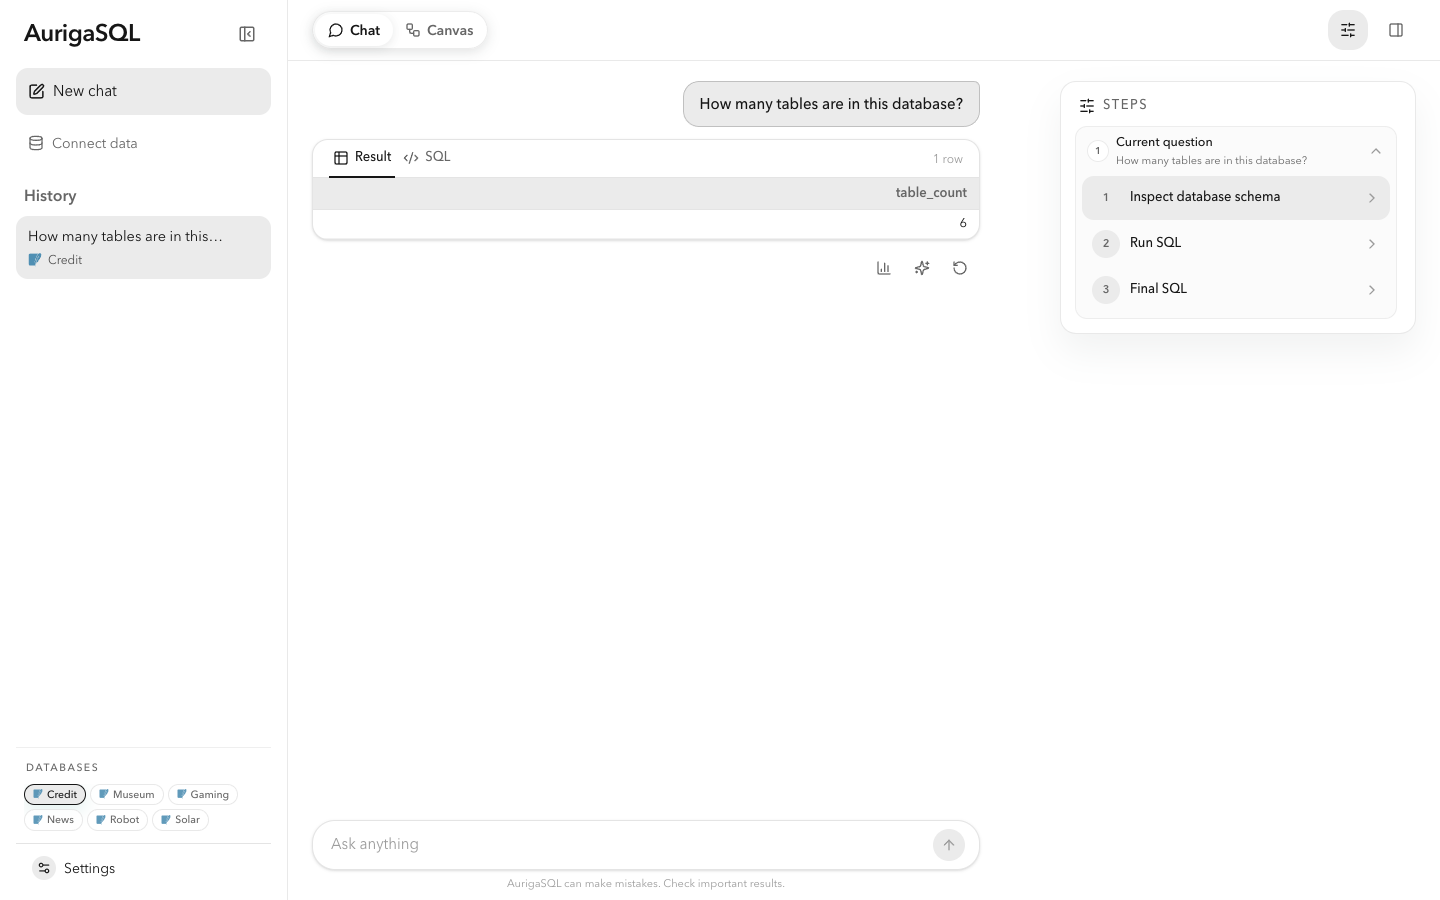 AurigaSQL
New chat
Connect data
History
How many tables are in this...
Credit
DATABASES
Credit
Museum
Gaming
News
Robot
Solar
Settings
Chat
Canvas
How many tables are in this database?
Result
SQL
1 row
table_count
6
Ask anything
AurigaSQL can make mistakes. Check important results.
STEPS
1
Current question
How many tables are in this database?
1
Inspect database schema
2
Run SQL
3
Final SQL